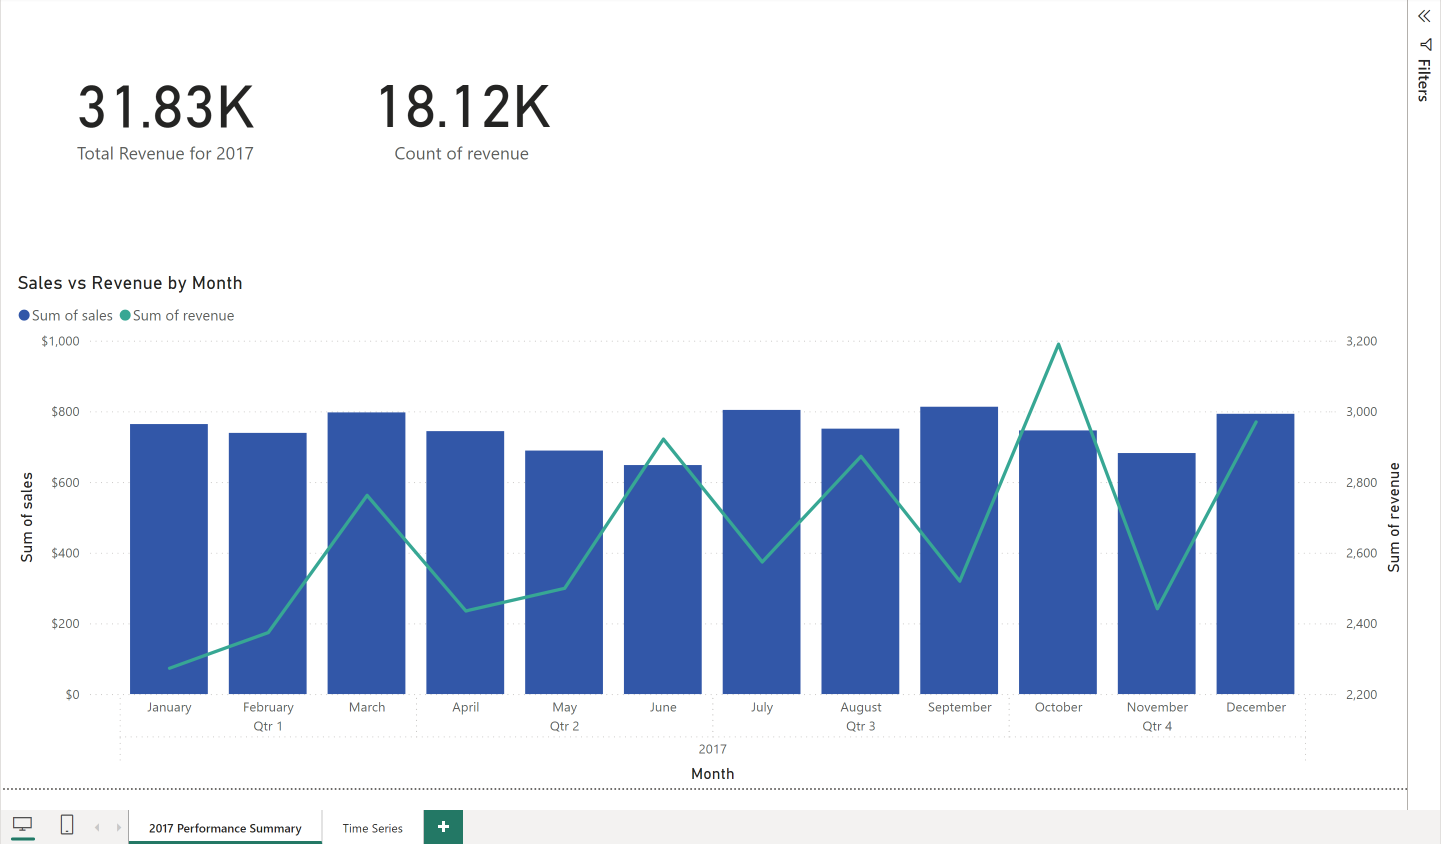 Filters
31.83K
Total Revenue for 2017
18.12K
Count of revenue
Sales vs Revenue by Month
Sum of sales
Sum of revenue
$1,000
$800
$600
$400
$200
$0
Sum of sales
3,200
3,000
2,800
2,600
2,400
2,200
Sum of revenue
January
February
March
April
May
June
July
August
September
October
November
December
Qtr 1
Qtr 2
Qtr 3
Qtr 4
2017
Month
2017 Performance Summary
Time Series
+